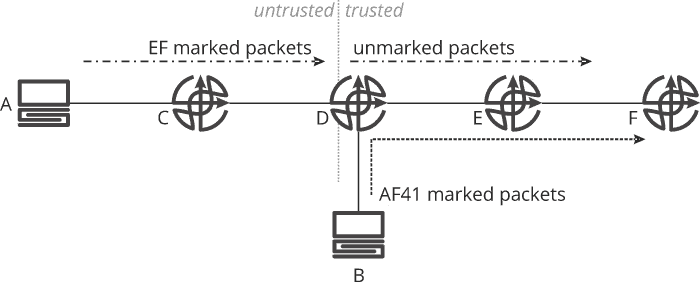 untrusted trusted
EF marked packets
unmarked packets
A
C
D
E
F
AF41 marked packets
B